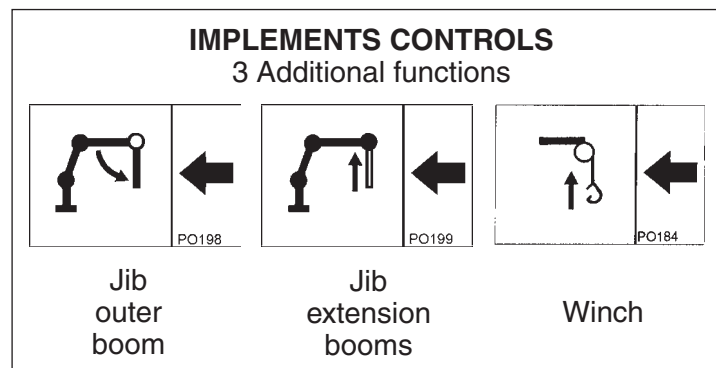 IMPLEMENTS CONTROLS
3 Additional functions
PO198
PO199
PO184
Jib
outer
boom
Jib
extension
booms
Winch